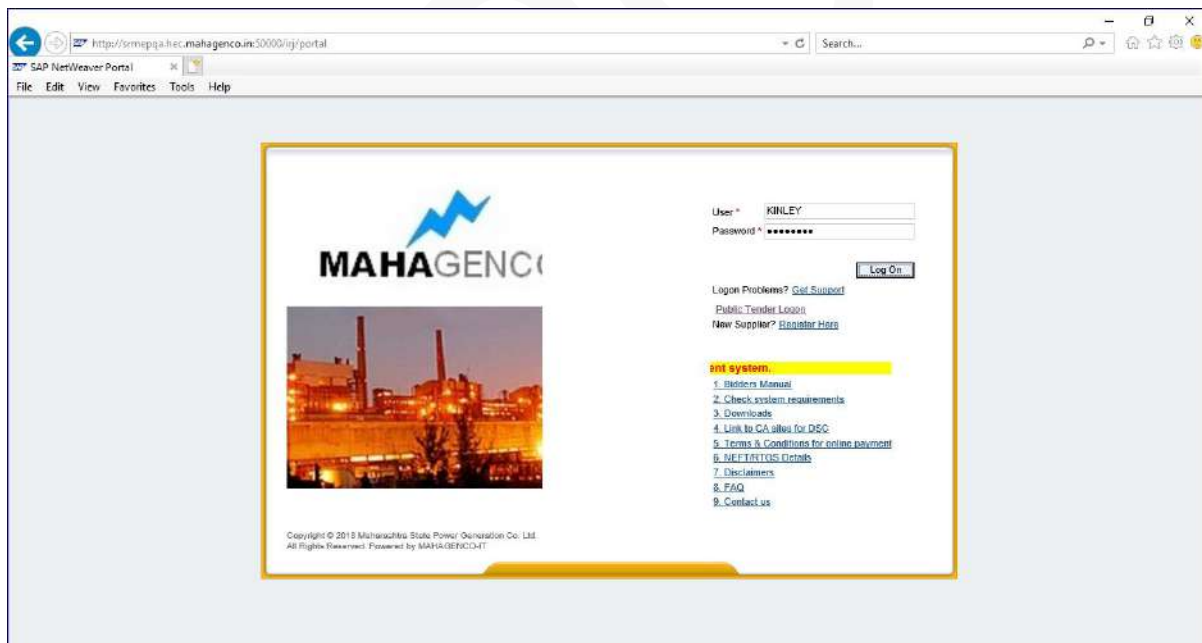 http://srmepqa.hec.mahagenco.in:50000/irj/portal
Search...
SAP NetWeaver Portal
File Edit View Favorites Tools Help
MAHAGENC
User * KINLEY
Password *
Log On
Logon Problems? Get Support
Public Tender Logon
New Supplier? Register Here
ent system.
1. Bidders Manual
2. Check system requirements
3. Downloads
4. Link to CA sites for DSC
5. Terms & Conditions for online payment
6. NEFT/RTGS Details
7. Disclaimers
8. FAQ
9. Contact us
Copyright © 2013 Maharashtra State Power Generation Co. Ltd.
All Rights Reserved. Powered by MAHAGENCO-IT